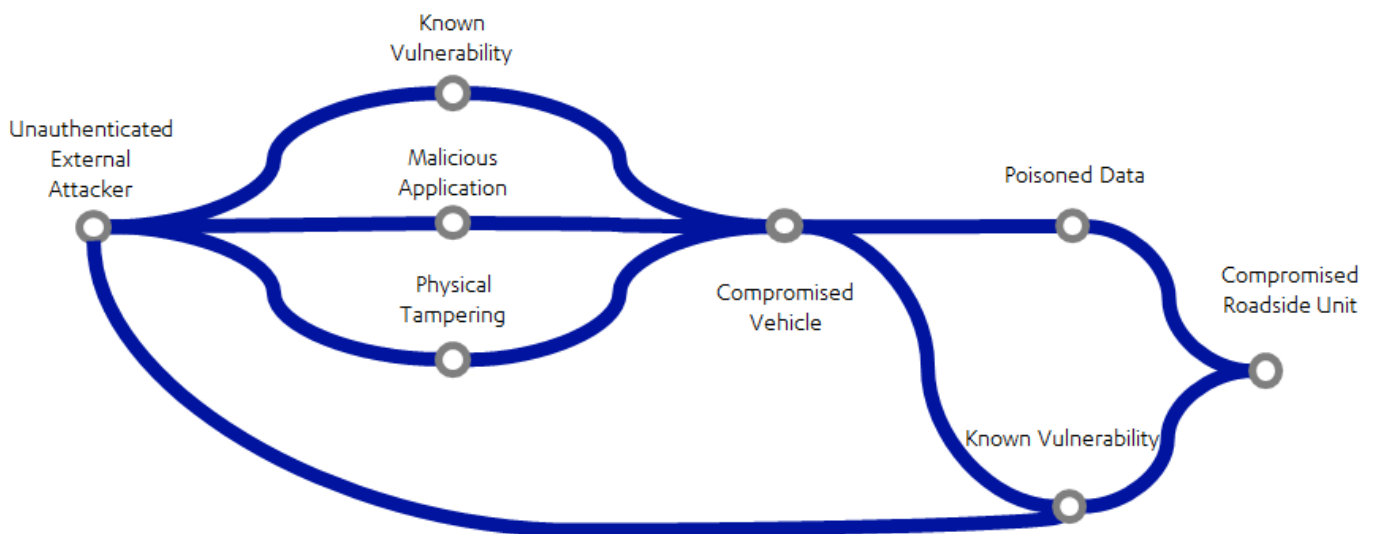 Known
Vulnerability
Unauthenticated
External
Attacker
Malicious
Application
Physical
Tampering
Compromised
Vehicle
Poisoned Data
Compromised
Roadside Unit
Known Vulnerability